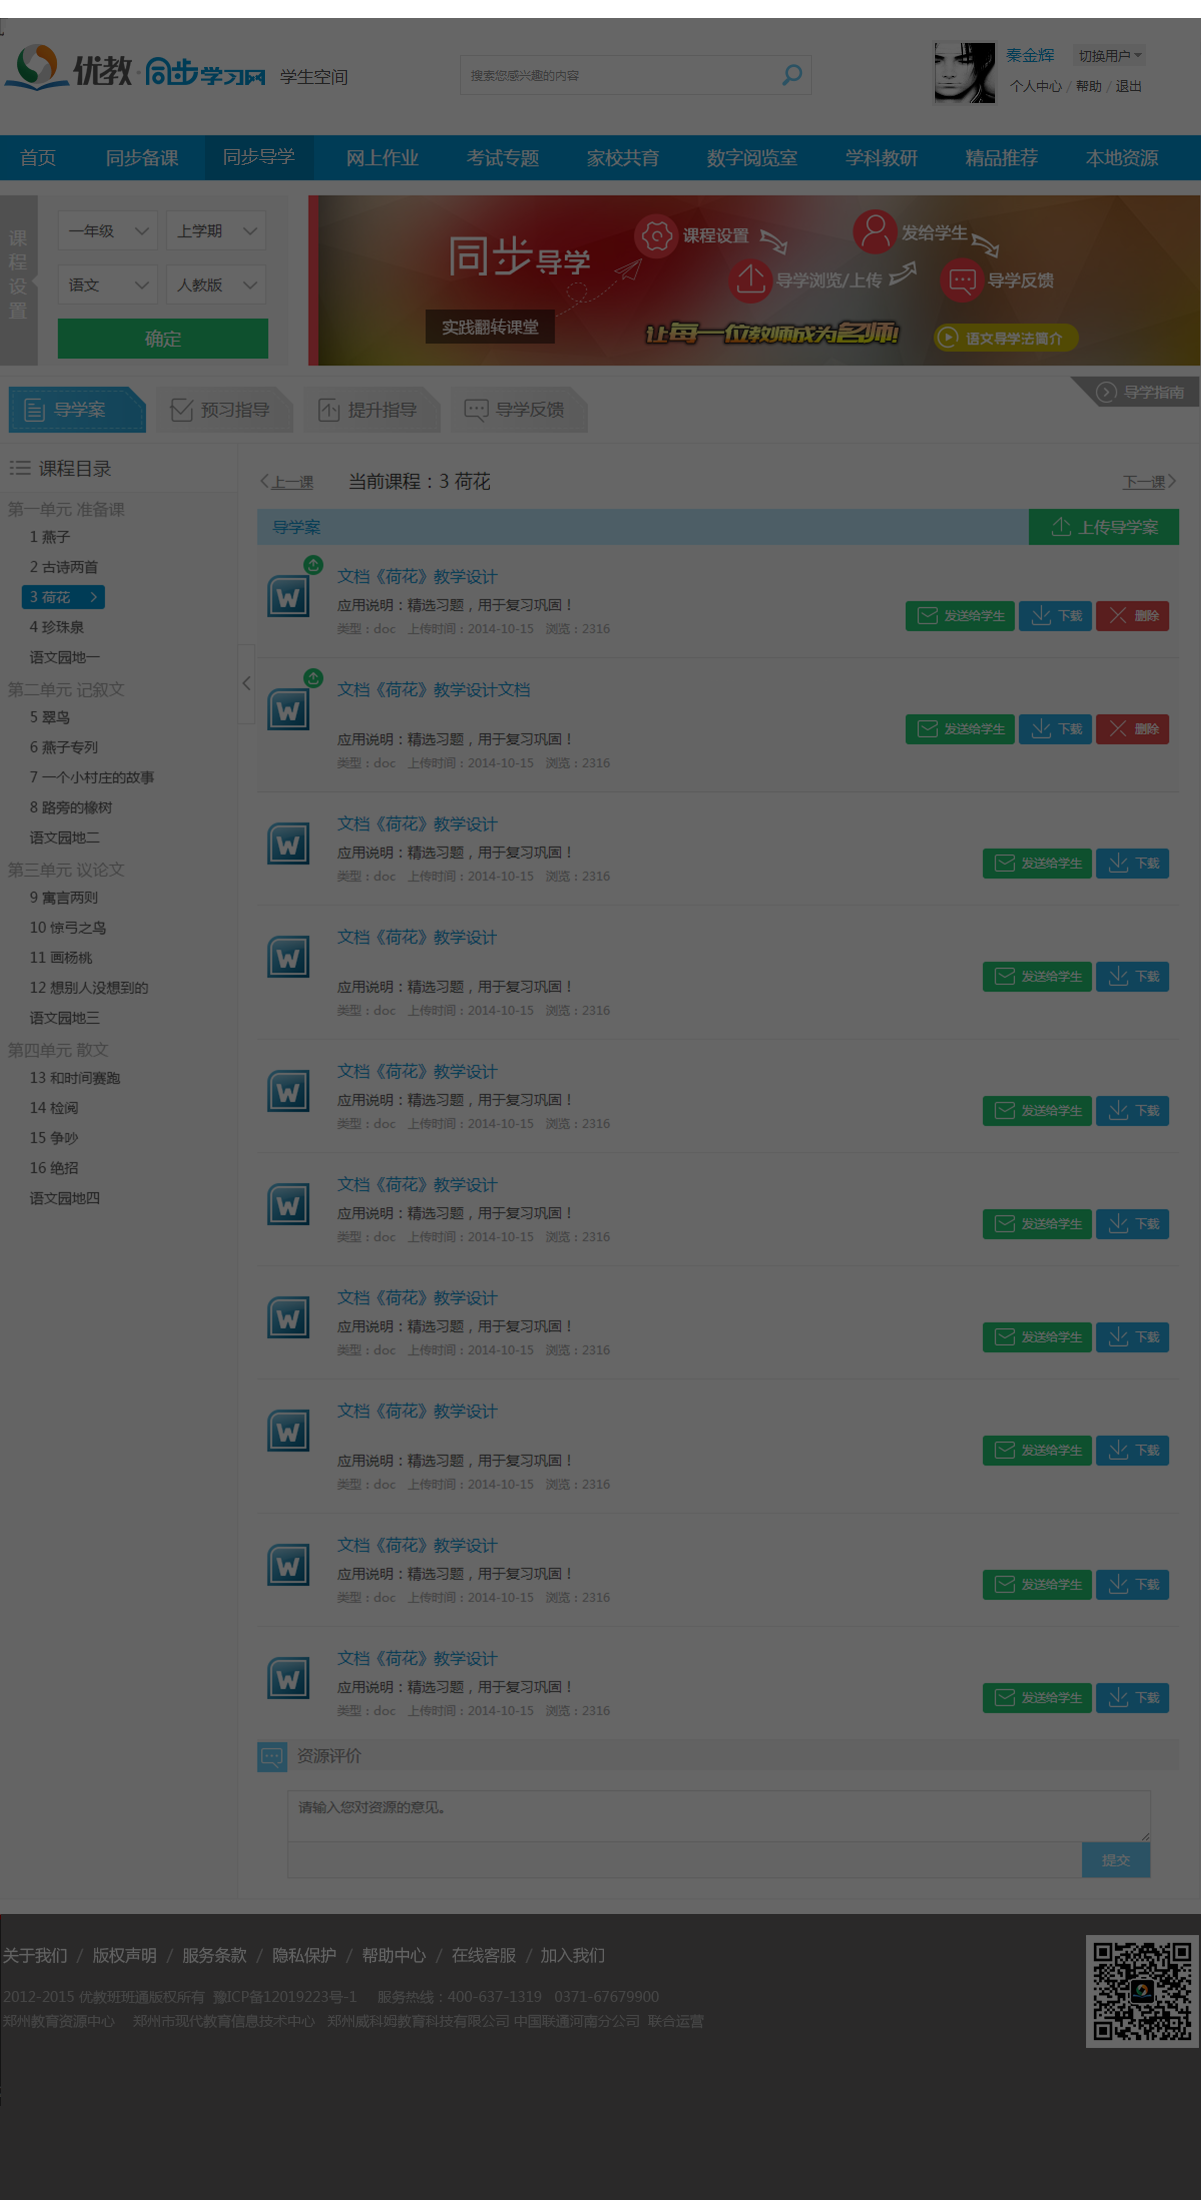 优教·同步学习网 学生空间
搜索您感兴趣的内容
秦金辉 切换用户
个人中心 / 帮助 / 退出
首页 同步备课 同步导学 网上作业 考试专题 家校共育 数字阅览室 学科教研 精品推荐 本地资源
课程设置
一年级 上学期
语文 人教版
确定
同步导学
实践翻转课堂
课程设置
导学浏览/上传
发给学生
导学反馈
让每一位教师成为名师!
语文导学法简介
导学案 预习指导 提升指导 导学反馈
导学指南
课程目录
第一单元 准备课
1 燕子
2 古诗两首
3 荷花
4 珍珠泉
语文园地一
第二单元 记叙文
5 翠鸟
6 燕子专列
7 一个小村庄的故事
8 路旁的橡树
语文园地二
第三单元 议论文
9 寓言两则
10 惊弓之鸟
11 画杨桃
12 想别人没想到的
语文园地三
第四单元 散文
13 和时间赛跑
14 检阅
15 争吵
16 绝招
语文园地四
上一课 当前课程：3 荷花 下一课
导学案 上传导学案
文档《荷花》教学设计
应用说明：精选习题，用于复习巩固！
类型：doc 上传时间：2014-10-15 浏览：2316
发送给学生 下载 删除
文档《荷花》教学设计文档
应用说明：精选习题，用于复习巩固！
类型：doc 上传时间：2014-10-15 浏览：2316
发送给学生 下载 删除
文档《荷花》教学设计
应用说明：精选习题，用于复习巩固！
类型：doc 上传时间：2014-10-15 浏览：2316
发送给学生 下载
文档《荷花》教学设计
应用说明：精选习题，用于复习巩固！
类型：doc 上传时间：2014-10-15 浏览：2316
发送给学生 下载
文档《荷花》教学设计
应用说明：精选习题，用于复习巩固！
类型：doc 上传时间：2014-10-15 浏览：2316
发送给学生 下载
文档《荷花》教学设计
应用说明：精选习题，用于复习巩固！
类型：doc 上传时间：2014-10-15 浏览：2316
发送给学生 下载
文档《荷花》教学设计
应用说明：精选习题，用于复习巩固！
类型：doc 上传时间：2014-10-15 浏览：2316
发送给学生 下载
文档《荷花》教学设计
应用说明：精选习题，用于复习巩固！
类型：doc 上传时间：2014-10-15 浏览：2316
发送给学生 下载
文档《荷花》教学设计
应用说明：精选习题，用于复习巩固！
类型：doc 上传时间：2014-10-15 浏览：2316
发送给学生 下载
文档《荷花》教学设计
应用说明：精选习题，用于复习巩固！
类型：doc 上传时间：2014-10-15 浏览：2316
发送给学生 下载
资源评价
请输入您对资源的意见。
提交
关于我们 / 版权声明 / 服务条款 / 隐私保护 / 帮助中心 / 在线客服 / 加入我们
2012-2015 优教班班通版权所有 豫ICP备12019223号-1 服务热线：400-637-1319 0371-67679900
郑州教育资源中心 郑州市现代教育信息技术中心 郑州威科姆教育科技有限公司 中国联通河南分公司 联合运营